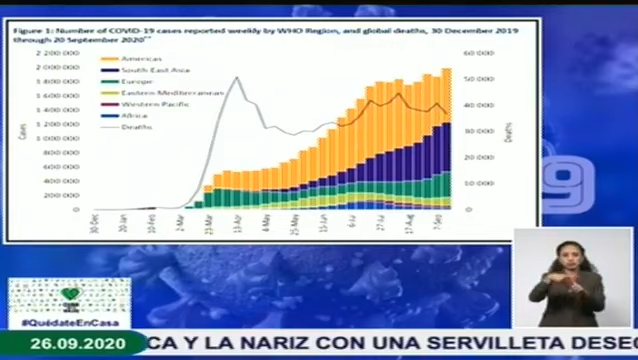 Figure 1: Number of COVID-19 cases reported weekly by WHO Region, and global deaths, 30 December 2019
through 20 September 2020**
2 200 000
2 000 000
1 800 000
1 600 000
1 400 000
1 200 000
1 000 000
800 000
600 000
400 000
200 000
0
Cases
Americas
South East Asia
Europe
Eastern Mediterranean
Western Pacific
Africa
Deaths
60 000
50 000
40 000
30 000
20 000
10 000
0
Deaths
30-Dec
20-Jan
10-Feb
2-Mar
23-Mar
13-Apr
4-May
25-May
15-Jun
6-Jul
27-Jul
17-Aug
7-Sep
9
#QuédateEnCasa
26.09.2020
CA Y LA NARIZ CON UNA SERVILLETA DESEC